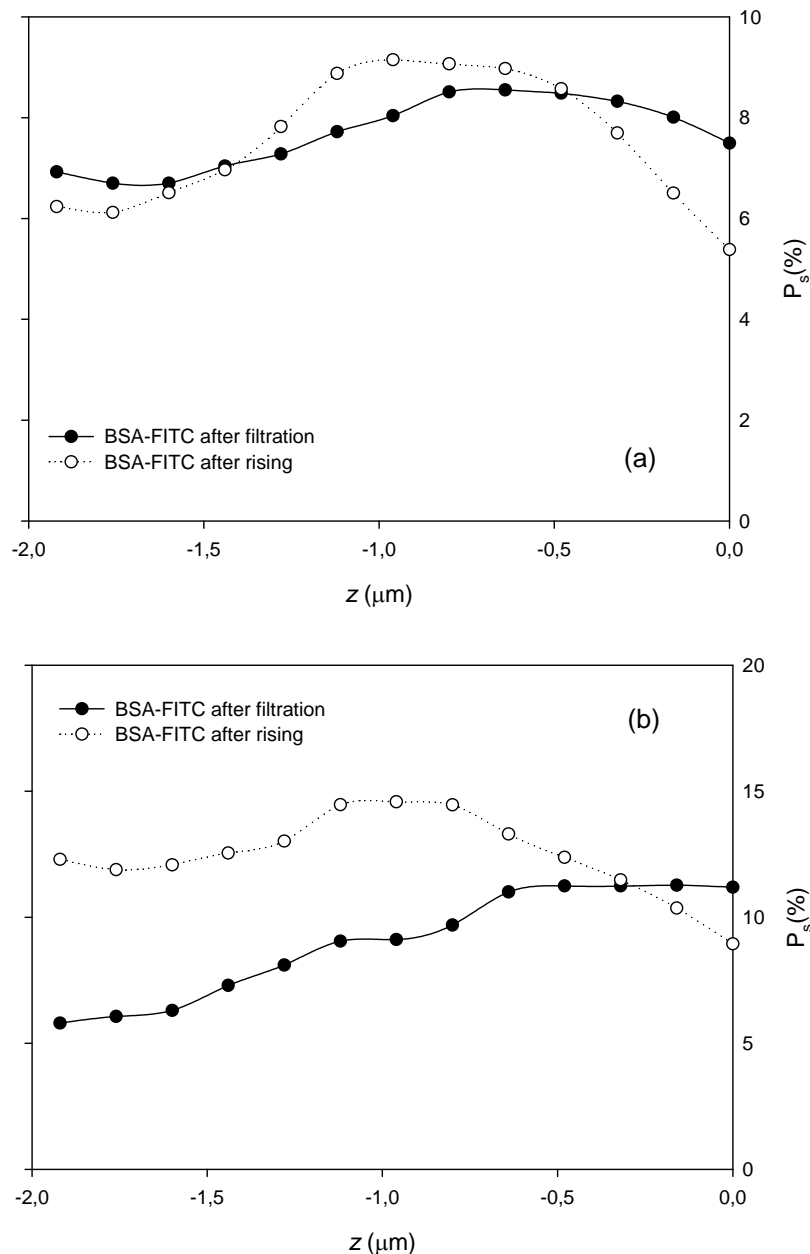 10
8
6
4
2
0
P_s(%)
BSA-FITC after filtration
BSA-FITC after rising
(a)
-2,0 -1,5 -1,0 -0,5 0,0
z (μm)
20
15
10
5
0
P_s(%)
BSA-FITC after filtration
BSA-FITC after rising
(b)
-2,0 -1,5 -1,0 -0,5 0,0
z (μm)